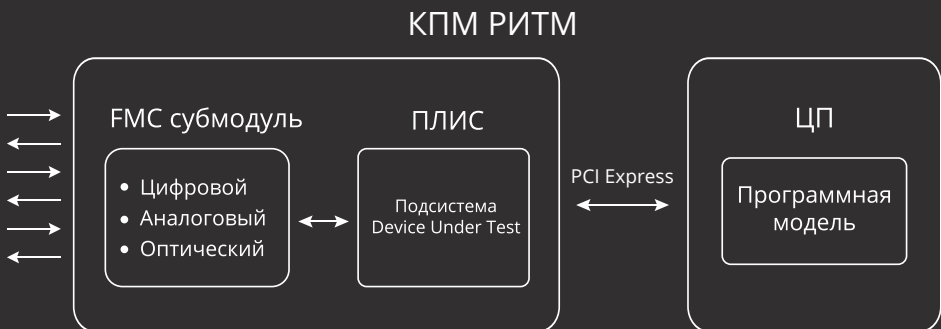 КПМ РИТМ
FMC субмодуль
ПЛИС
ЦП
• Цифровой
• Аналоговый
• Оптический
Подсистема
Device Under Test
PCI Express
Программная
модель